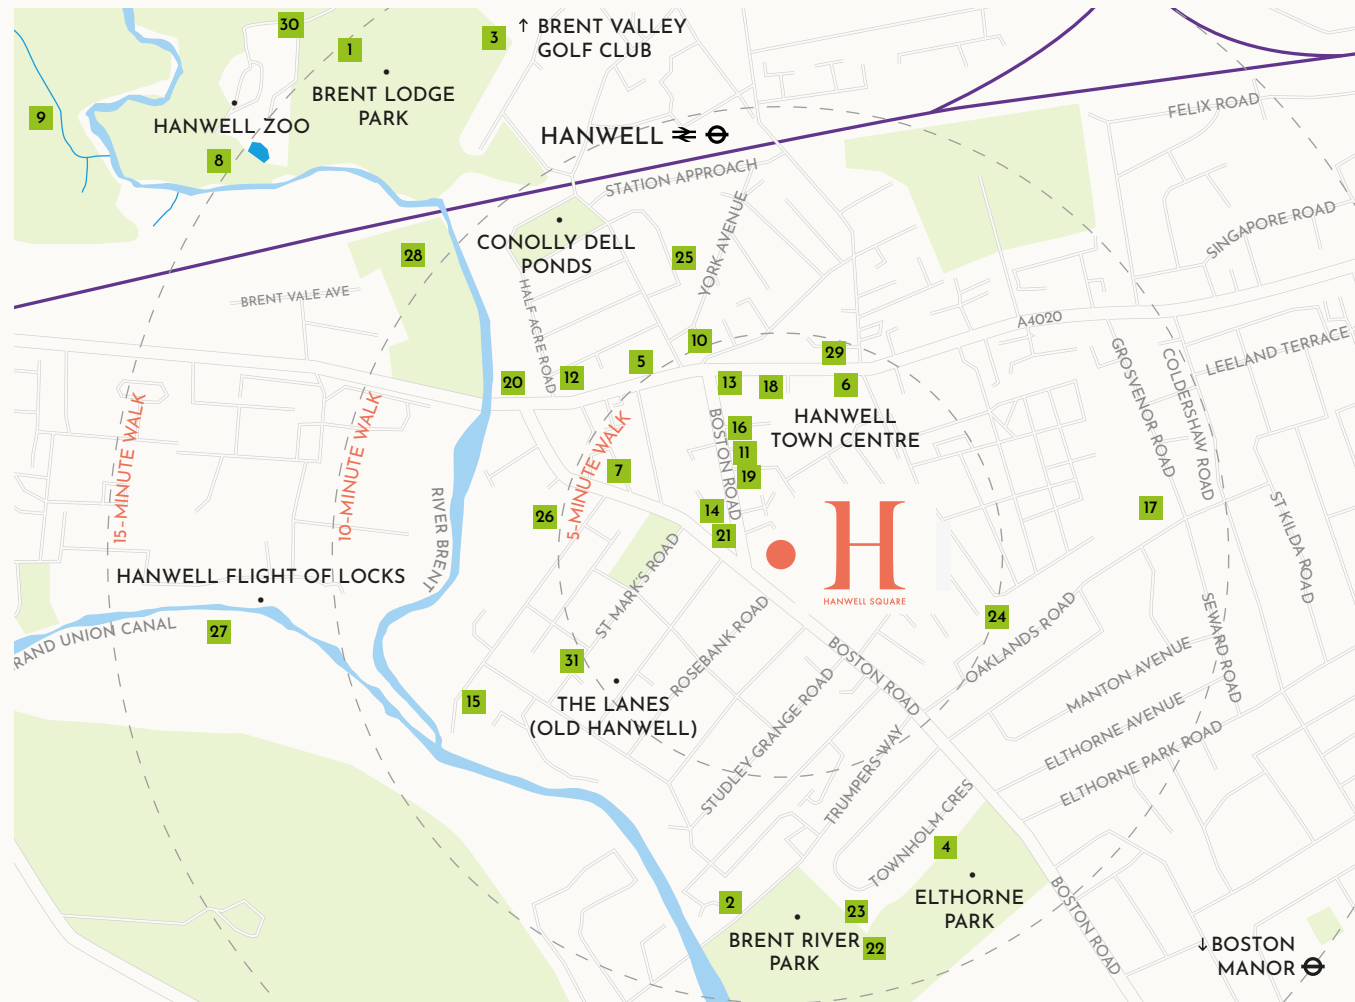 30
1
3
↑ BRENT VALLEY
GOLF CLUB
BRENT LODGE
PARK
9
HANWELL ZOO
8
HANWELL
FELIX ROAD
STATION APPROACH
SINGAPORE ROAD
CONOLLY DELL
PONDS
28
25
YORK AVENUE
BRENT VALE AVE
HALF ACRE ROAD
A4020
10
29
5
12
20
13
18
6
LEELAND TERRACE
GROSVENOR ROAD
COLDERSHAW ROAD
HANWELL
TOWN CENTRE
15-MINUTE WALK
10-MINUTE WALK
5-MINUTE WALK
BOSTON ROAD
16
11
19
7
14
21
26
17
RIVER BRENT
ST KILDA ROAD
H
HANWELL SQUARE
HANWELL FLIGHT OF LOCKS
27
RAND UNION CANAL
ST MARK'S ROAD
ROSEBANK ROAD
24
OAKLANDS ROAD
SEWARD ROAD
31
15
THE LANES
(OLD HANWELL)
BOSTON ROAD
MANTON AVENUE
ELTHORNE AVENUE
ELTHORNE PARK ROAD
STUDLEY GRANGE ROAD
TRUMPERS WAY
TOWNHOLM CRES
4
ELTHORNE
PARK
2
23
22
BRENT RIVER
PARK
BOSTON ROAD
↓BOSTON
MANOR